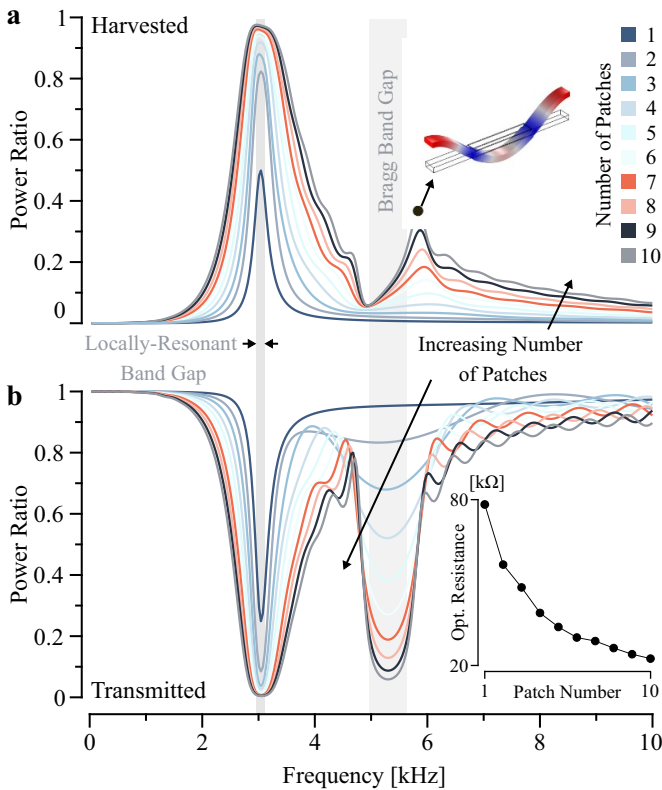 a
Harvested
1
0.8
0.6
0.4
0.2
0
Power Ratio
Bragg Band Gap
Number of Patches
1
2
3
4
5
6
7
8
9
10
Locally-Resonant
Band Gap
Increasing Number
of Patches
b
1
0.8
0.6
0.4
0.2
0
Power Ratio
Transmitted
[kΩ]
80
20
Opt. Resistance
1
10
Patch Number
0
2
4
6
8
10
Frequency [kHz]